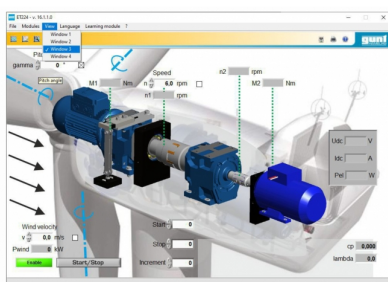 ET224 - v. 16.1.1.0
File Modules View Language Learning module ?
Window 1
Window 2
Window 3
Window 4
gunt
gamma 0 °
Pitch angle
M1 Nm
Speed
n 6,0 rpm
n1 rpm
n2 rpm
M2 Nm
Udc V
Idc A
Pel W
Wind velocity
v 0,0 m/s
Pwind 0 kW
Enable
Start/Stop
Start 0
Stop 0
Increment 0
cp 0,000
lambda 0,0